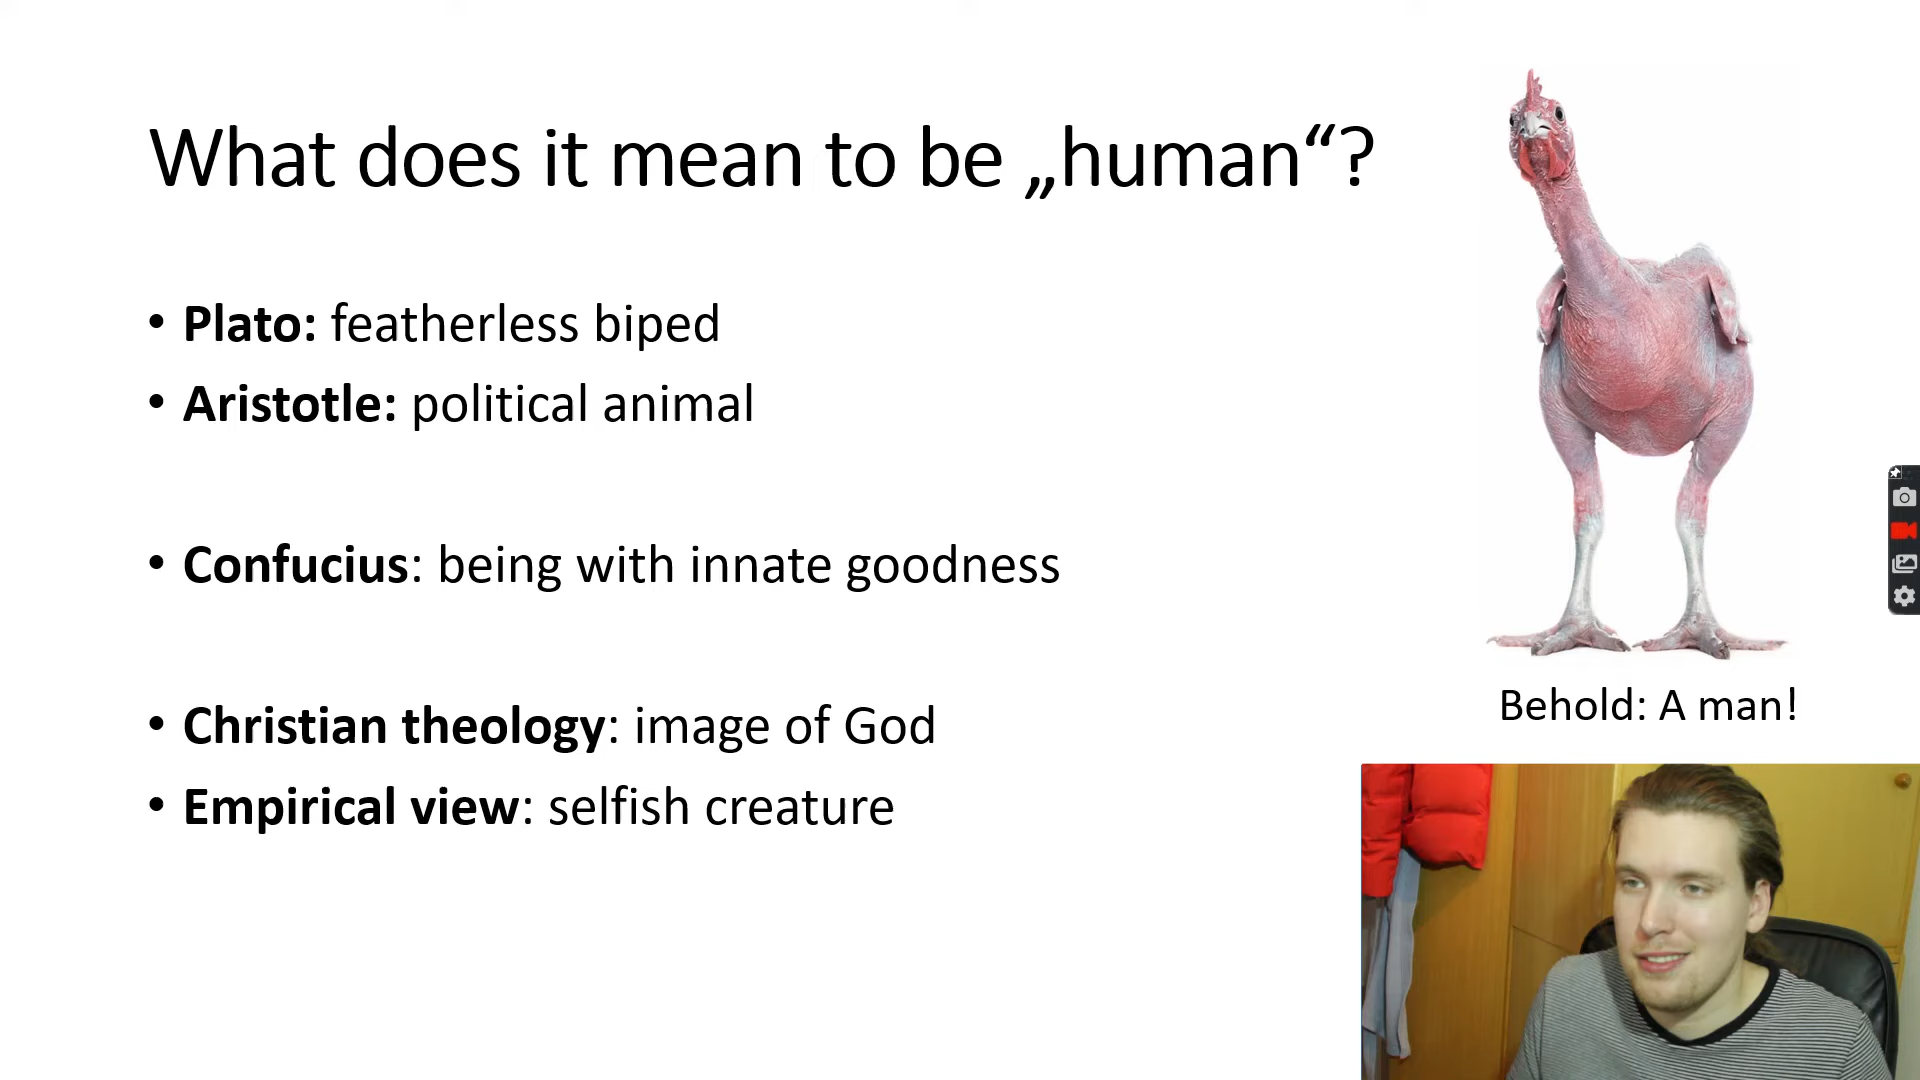 What does it mean to be „human“?
• Plato: featherless biped
• Aristotle: political animal
• Confucius: being with innate goodness
• Christian theology: image of God
• Empirical view: selfish creature
Behold: A man!